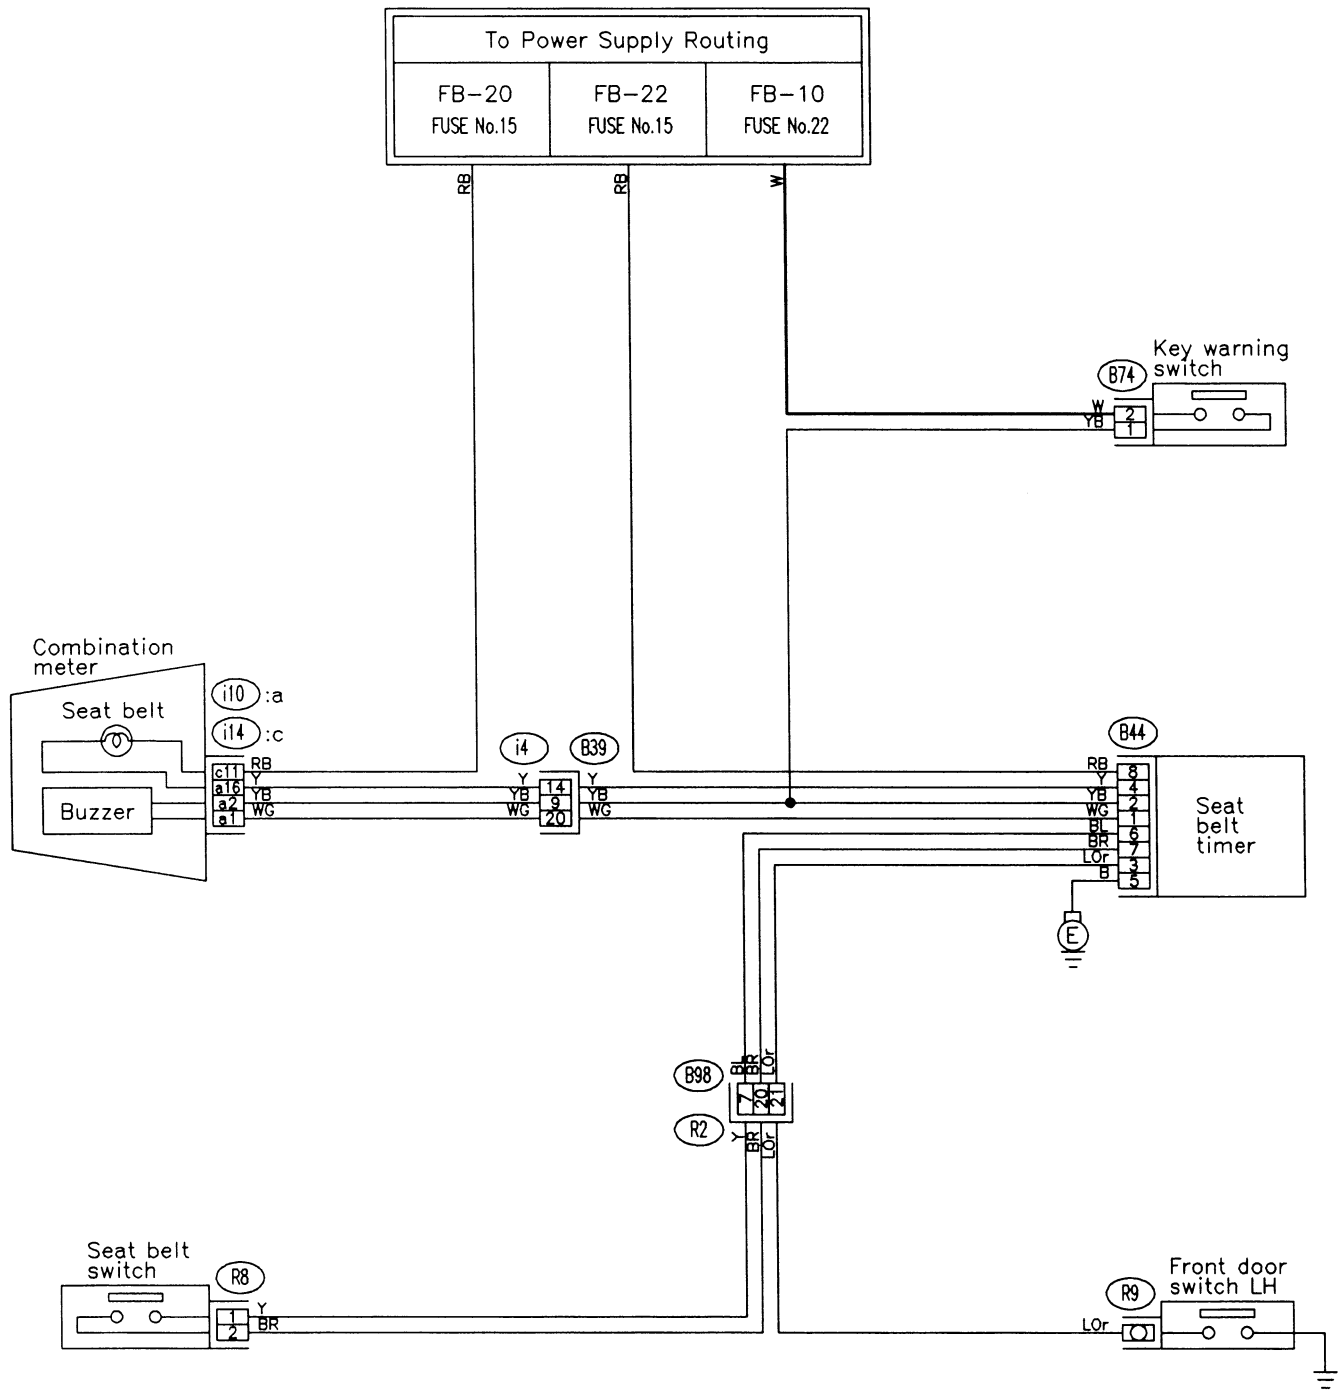 To Power Supply Routing
FB-20
FUSE No.15
FB-22
FUSE No.15
FB-10
FUSE No.22
RB
RB
W
Key warning
switch
B74
W
2
YB
1
Combination
meter
Seat belt
Buzzer
i10 :a
i14 :c
c11
RB
a16
Y
a2
YB
a1
WG
i4
B39
Y
14
Y
YB
9
YB
WG
20
WG
B44
RB
8
Y
4
YB
2
WG
1
BL
6
BR
7
LOr
3
B
5
Seat
belt
timer
E
B98
BL
BR
LOr
7
20
21
R2
Y
BR
LOr
Seat belt
switch
R8
1
Y
2
BR
Front door
switch LH
R9
LOr